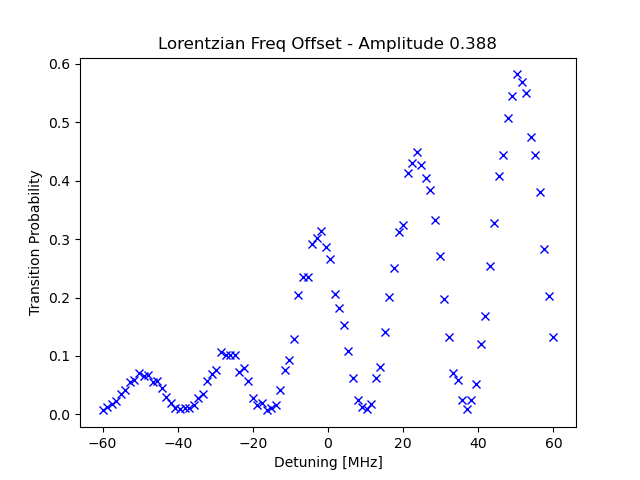 Lorentzian Freq Offset - Amplitude 0.388
0.6
0.5
0.4
0.3
0.2
0.1
0.0
Transition Probability
−60 −40 −20 0 20 40 60
Detuning [MHz]